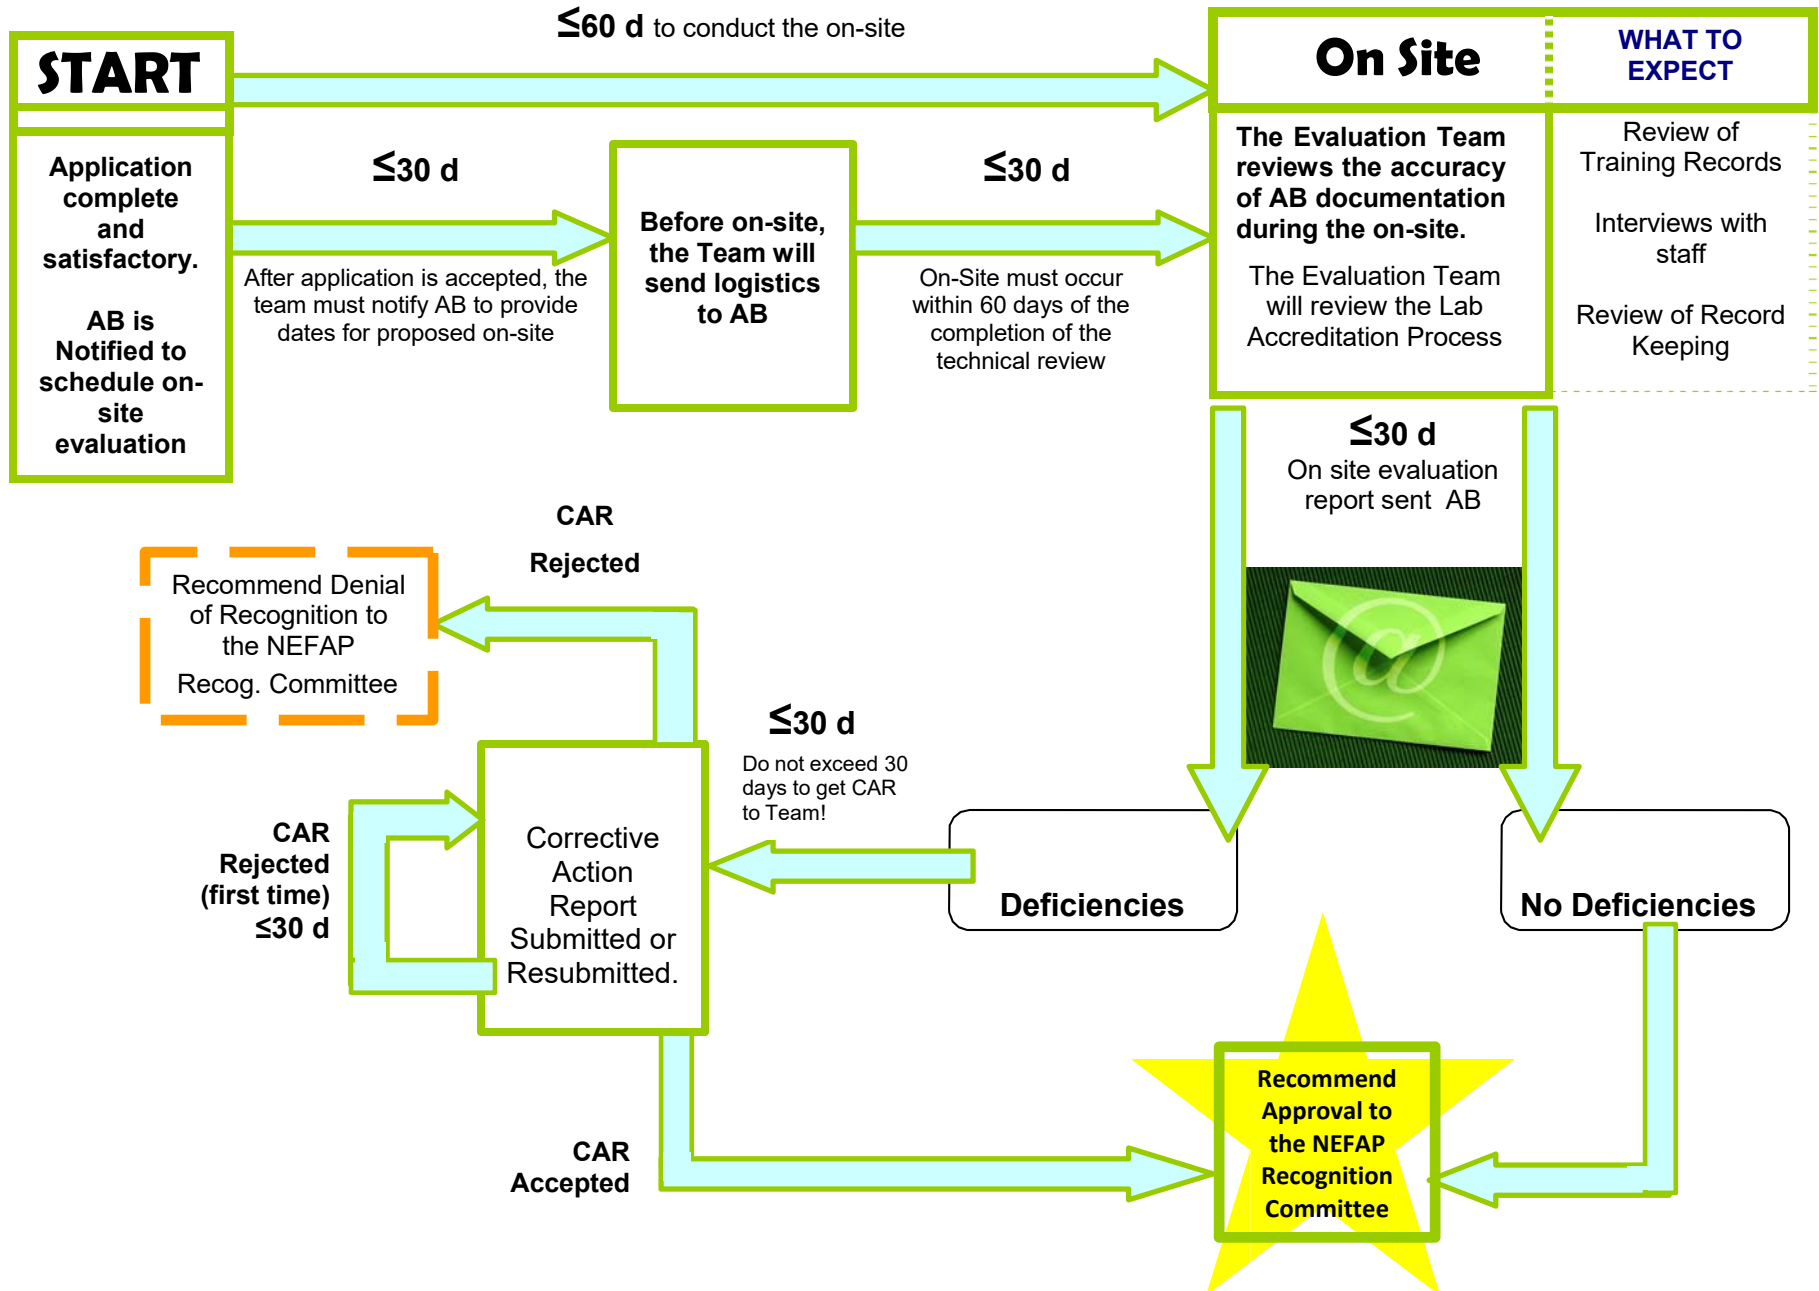 ≤60 d to conduct the on-site
START
On Site
WHAT TO
EXPECT
Application
complete
and
satisfactory.
AB is
Notified to
schedule on-
site
evaluation
≤30 d
After application is accepted, the
team must notify AB to provide
dates for proposed on-site
Before on-site,
the Team will
send logistics
to AB
≤30 d
On-Site must occur
within 60 days of the
completion of the
technical review
The Evaluation Team
reviews the accuracy
of AB documentation
during the on-site.
The Evaluation Team
will review the Lab
Accreditation Process
Review of
Training Records
Interviews with
staff
Review of Record
Keeping
≤30 d
On site evaluation
report sent AB
@
CAR
Rejected
Recommend Denial
of Recognition to
the NEFAP
Recog. Committee
≤30 d
Do not exceed 30
days to get CAR
to Team!
CAR
Rejected
(first time)
≤30 d
Corrective
Action
Report
Submitted or
Resubmitted.
Deficiencies
No Deficiencies
CAR
Accepted
Recommend
Approval to
the NEFAP
Recognition
Committee